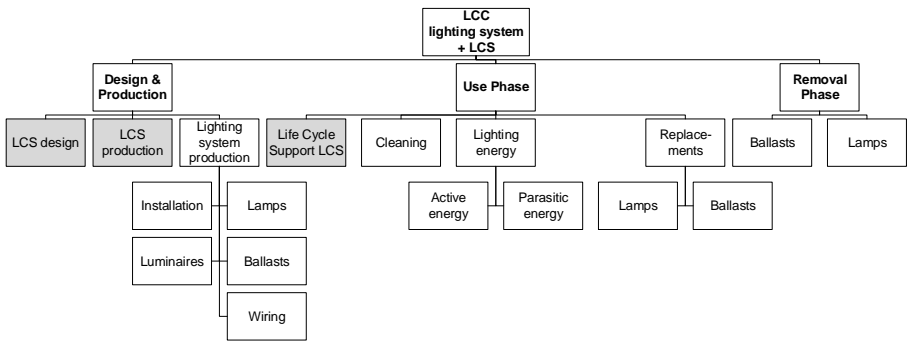 LCC
lighting system
+ LCS
Design &
Production
Use Phase
Removal
Phase
LCS design
LCS
production
Lighting
system
production
Life Cycle
Support LCS
Cleaning
Lighting
energy
Replace-
ments
Ballasts
Lamps
Installation
Lamps
Active
energy
Parasitic
energy
Lamps
Ballasts
Luminaires
Ballasts
Wiring